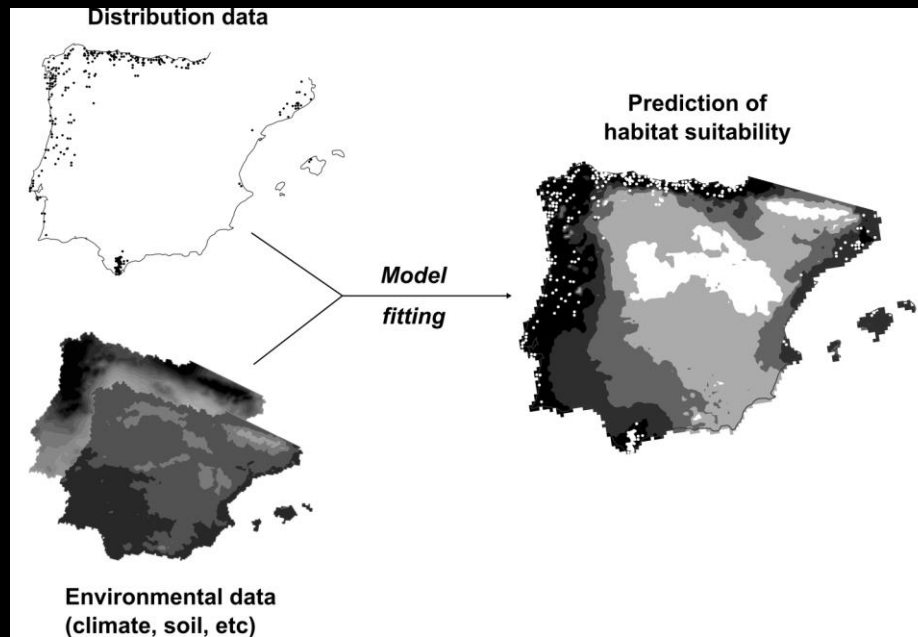 Distribution data
Prediction of
habitat suitability
Model
fitting
Environmental data
(climate, soil, etc)